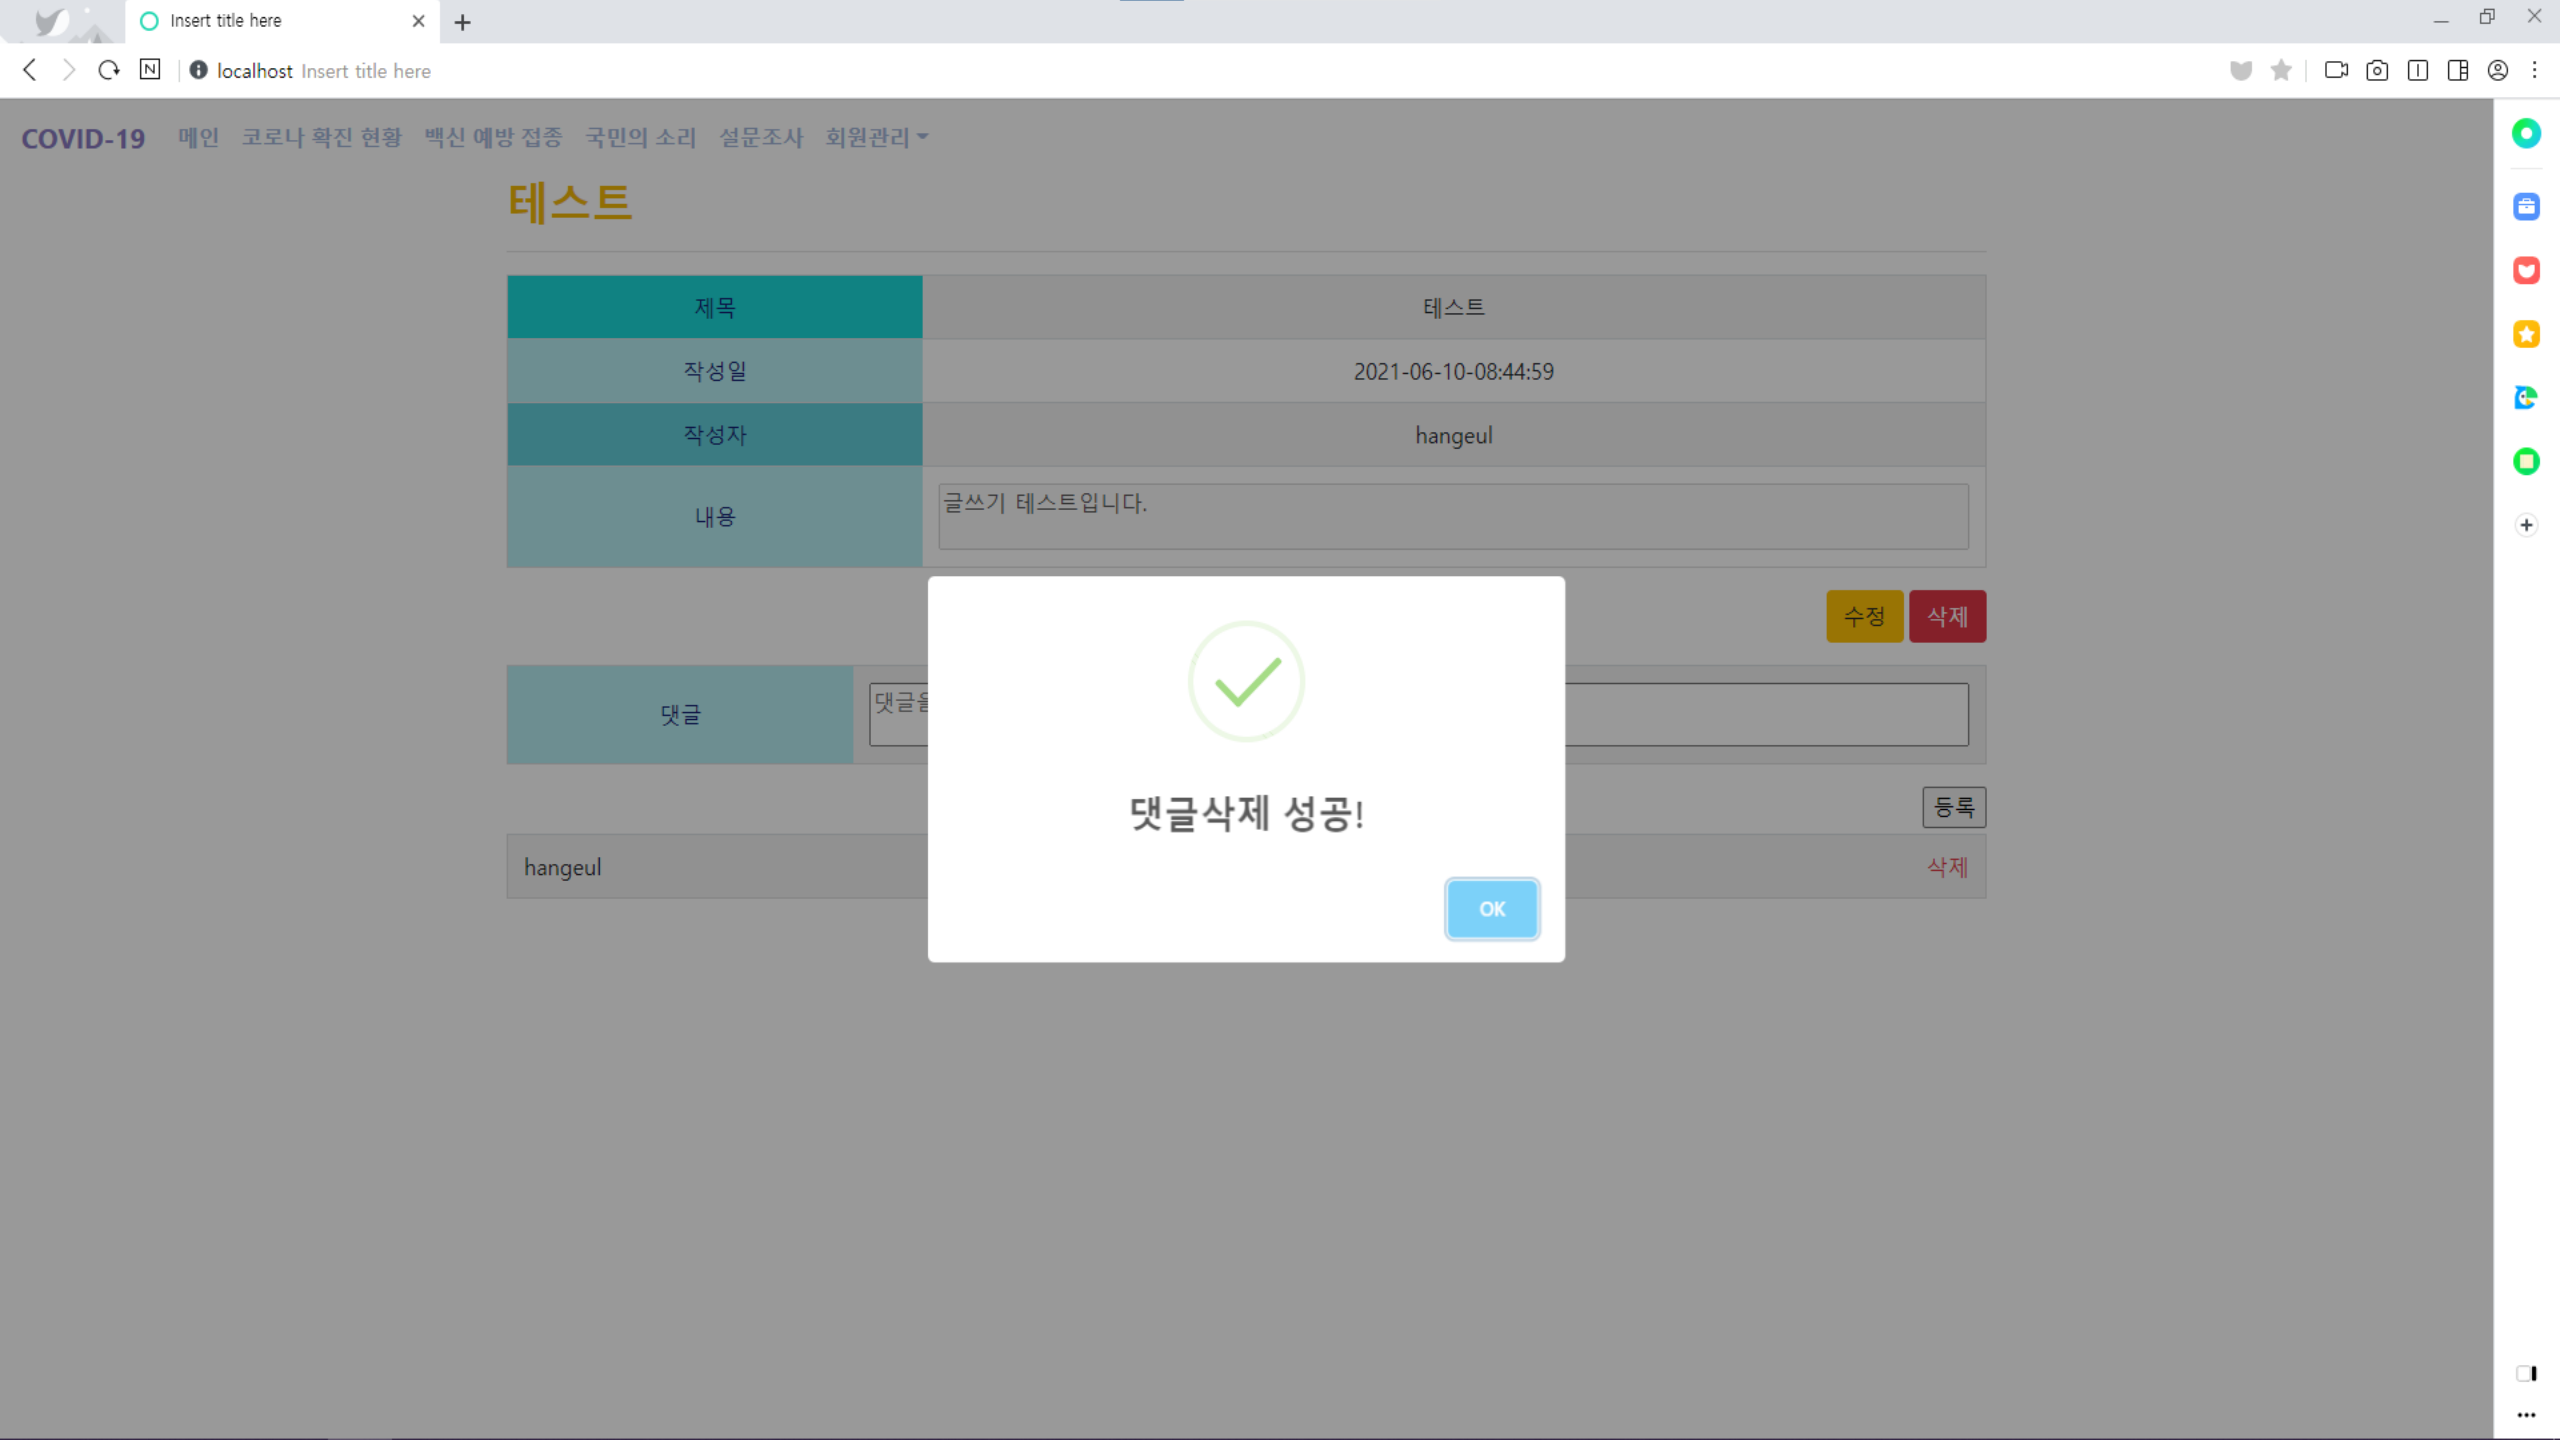 Insert title here
localhost Insert title here
COVID-19 메인 코로나 확진 현황 백신 예방 접종 국민의 소리 설문조사 회원관리
테스트
제목 테스트
작성일 2021-06-10-08:44:59
작성자 hangeul
내용 글쓰기 테스트입니다.
수정 삭제
댓글
댓글삭제 성공!
등록
hangeul 삭제
OK